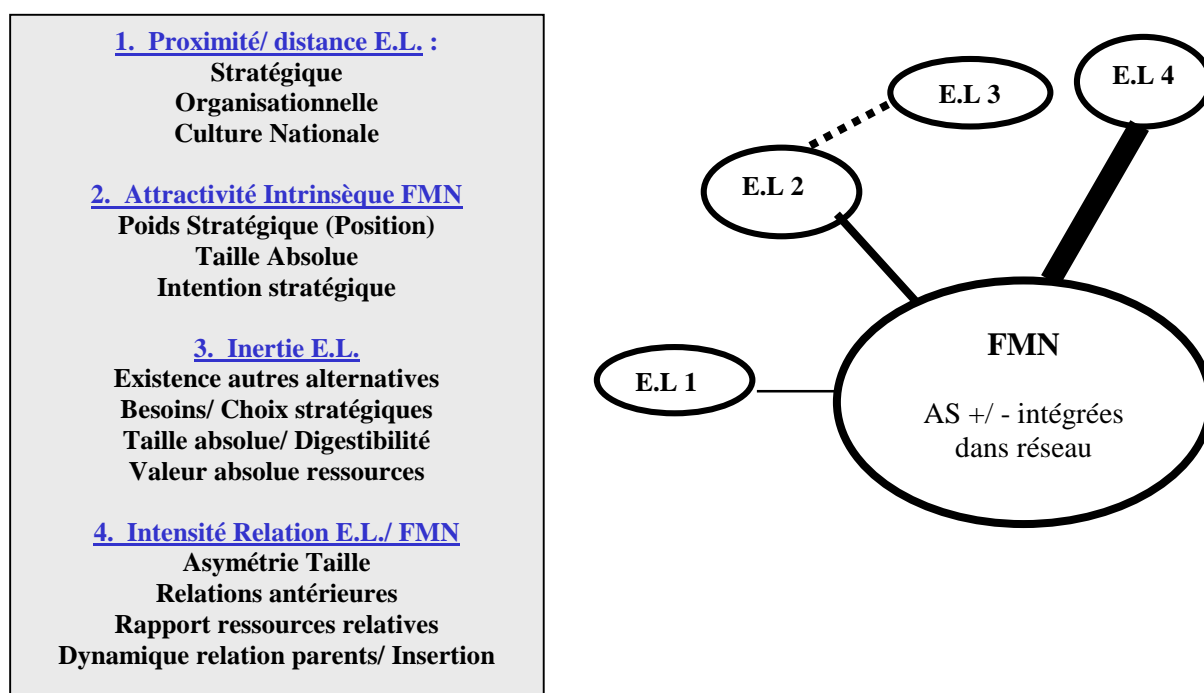 1. Proximité/ distance E.L. :
Stratégique
Organisationnelle
Culture Nationale
2. Attractivité Intrinsèque FMN
Poids Stratégique (Position)
Taille Absolue
Intention stratégique
3. Inertie E.L.
Existence autres alternatives
Besoins/ Choix stratégiques
Taille absolue/ Digestibilité
Valeur absolue ressources
4. Intensité Relation E.L./ FMN
Asymétrie Taille
Relations antérieures
Rapport ressources relatives
Dynamique relation parents/ Insertion
E.L 3
E.L 4
E.L 2
E.L 1
FMN
AS +/ - intégrées
dans réseau